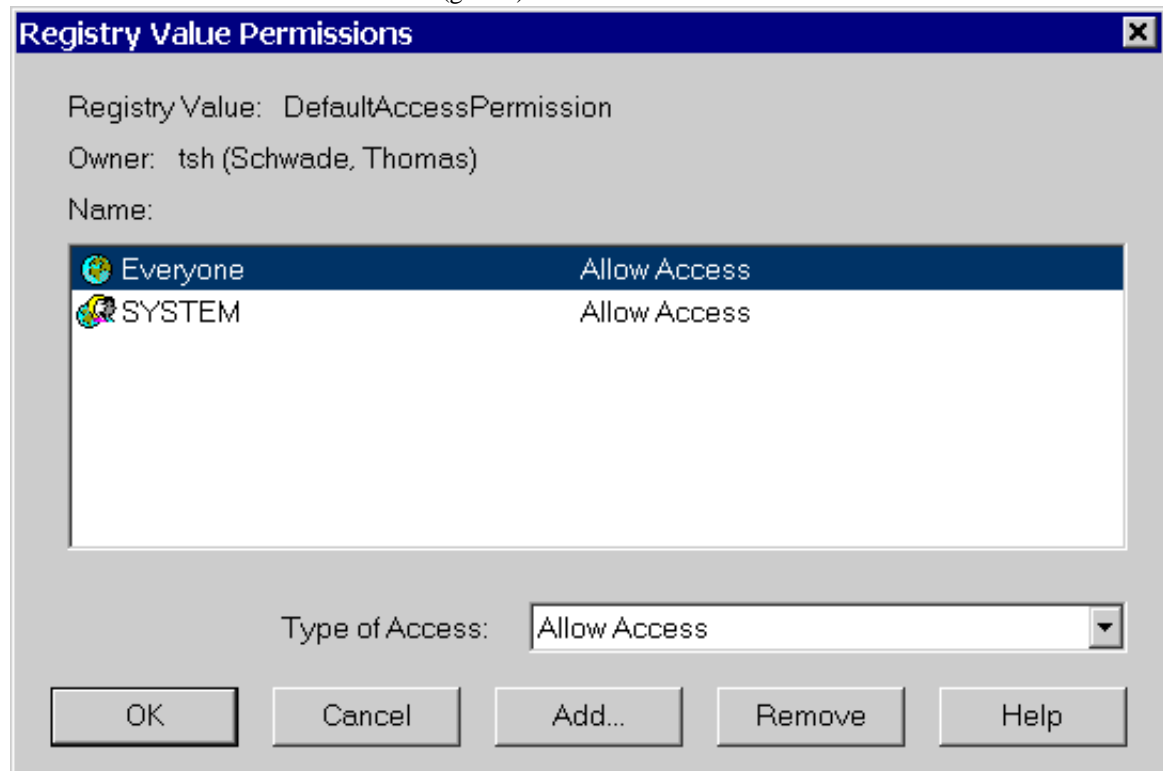 Registry Value Permissions
Registry Value: DefaultAccessPermission
Owner: tsh (Schwade, Thomas)
Name:
Everyone Allow Access
SYSTEM Allow Access
Type of Access: Allow Access
OK Cancel Add... Remove Help